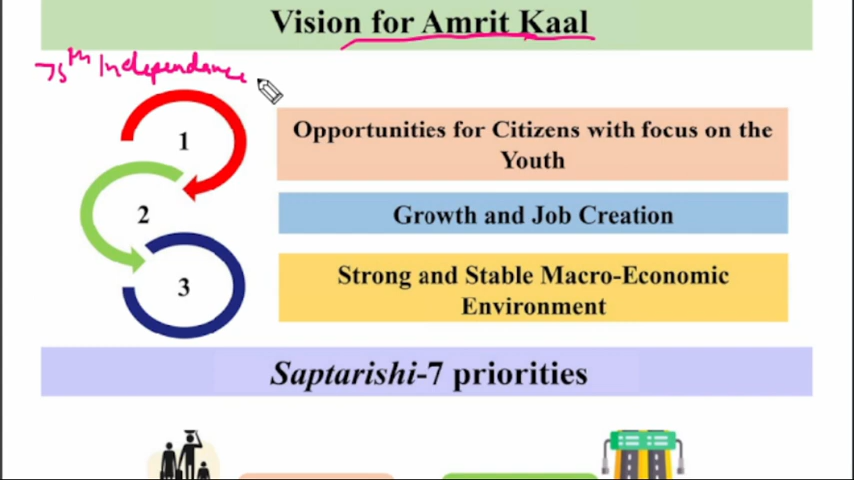 Vision for Amrit Kaal
75th Independance
1
Opportunities for Citizens with focus on the
Youth
2
Growth and Job Creation
3
Strong and Stable Macro-Economic
Environment
Saptarishi-7 priorities